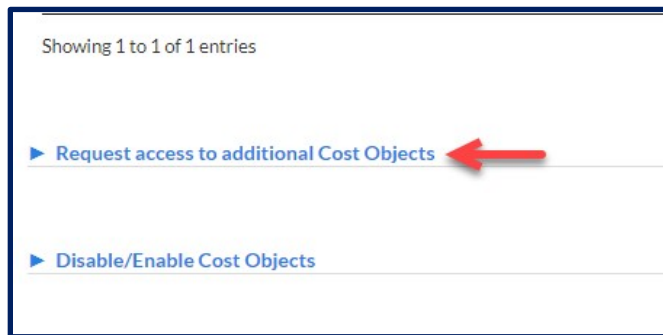 Showing 1 to 1 of 1 entries
Request access to additional Cost Objects
Disable/Enable Cost Objects